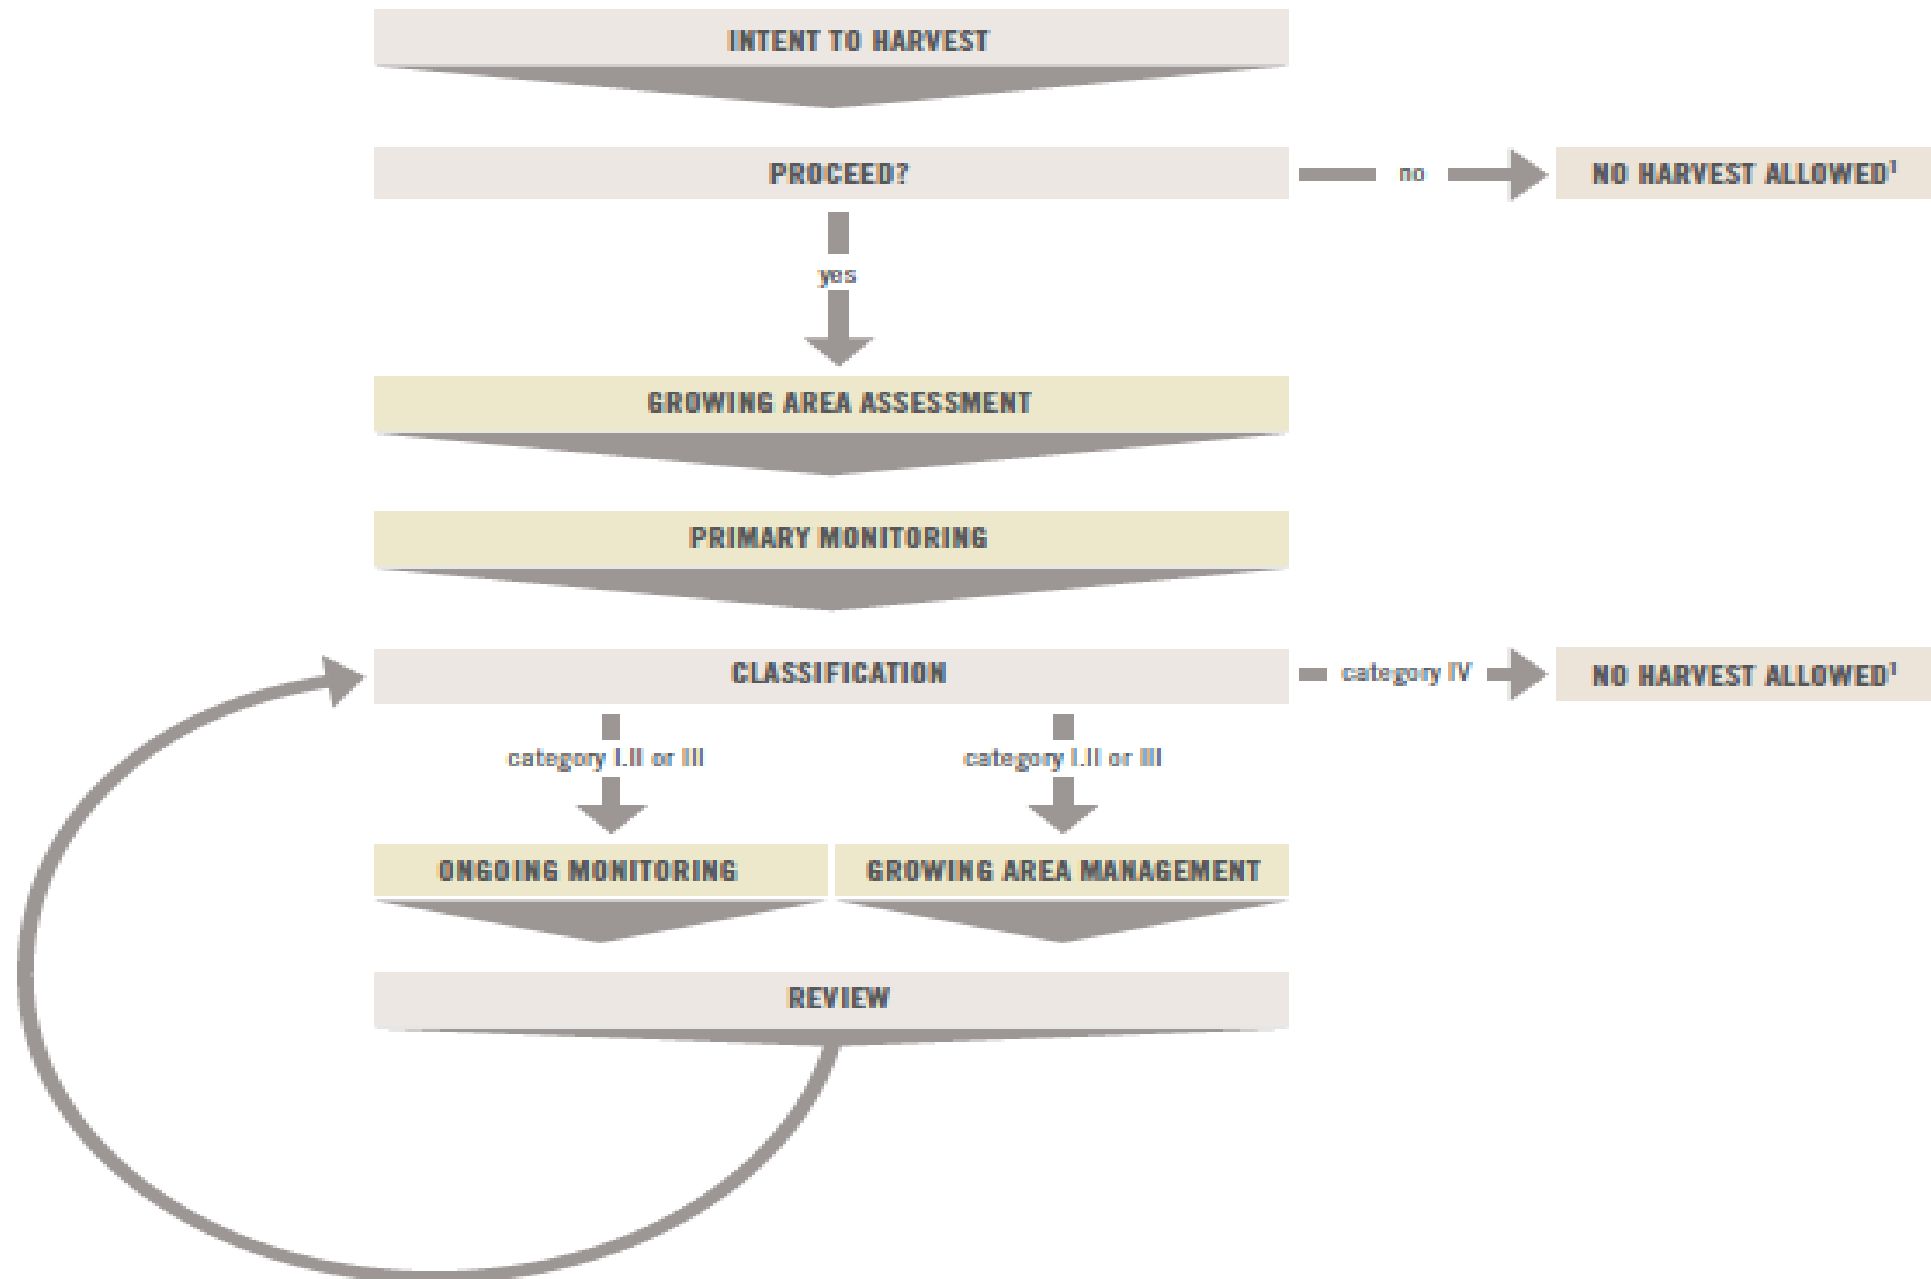 INTENT TO HARVEST
PROCEED?
no
NO HARVEST ALLOWED¹
yes
GROWING AREA ASSESSMENT
PRIMARY MONITORING
CLASSIFICATION
category IV
NO HARVEST ALLOWED¹
category I.II or III
category I.II or III
ONGOING MONITORING
GROWING AREA MANAGEMENT
REVIEW